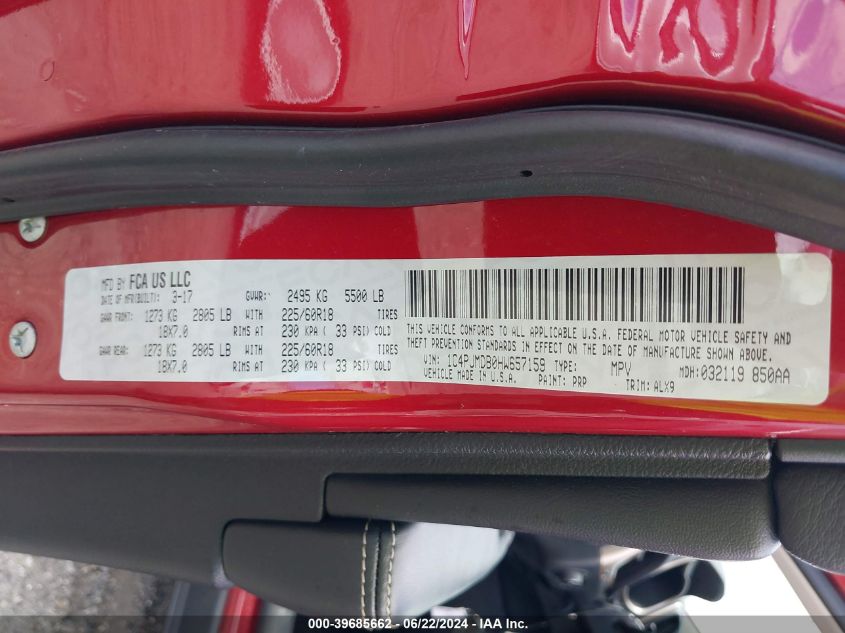 MFD BY FCA US LLC
DATE OF MFR(BUILT): 3-17 GVWR: 2495 KG 5500 LB
GAWR FRONT: 1273 KG 2805 LB WITH 225/60R18 TIRES
18X7.0 RIMS AT 230 KPA ( 33 PSI) COLD
GAWR REAR: 1273 KG 2805 LB WITH 225/60R18 TIRES
18X7.0 RIMS AT 230 KPA ( 33 PSI) COLD
THIS VEHICLE CONFORMS TO ALL APPLICABLE U.S.A. FEDERAL MOTOR VEHICLE SAFETY AND
THEFT PREVENTION STANDARDS IN EFFECT ON THE DATE OF MANUFACTURE SHOWN ABOVE.
VIN: 1C4PJMDB0HW657159 TYPE: MPV MDH: 032119 850AA
VEHICLE MADE IN U.S.A. PAINT: PRP TRIM: ALX9
000-39685662 - 06/22/2024 - IAA, Inc.